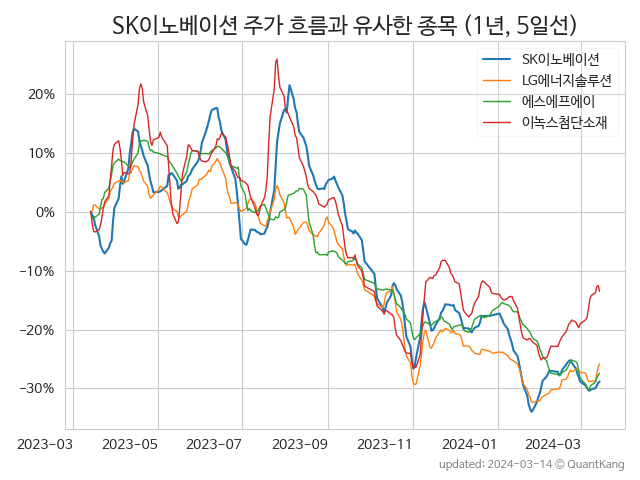 SK이노베이션 주가 흐름과 유사한 종목 (1년, 5일선)
SK이노베이션
LG에너지솔루션
에스에프에이
이녹스첨단소재
20%
10%
0%
−10%
−20%
−30%
2023-03
2023-05
2023-07
2023-09
2023-11
2024-01
2024-03
updated: 2024-03-14 © QuantKang